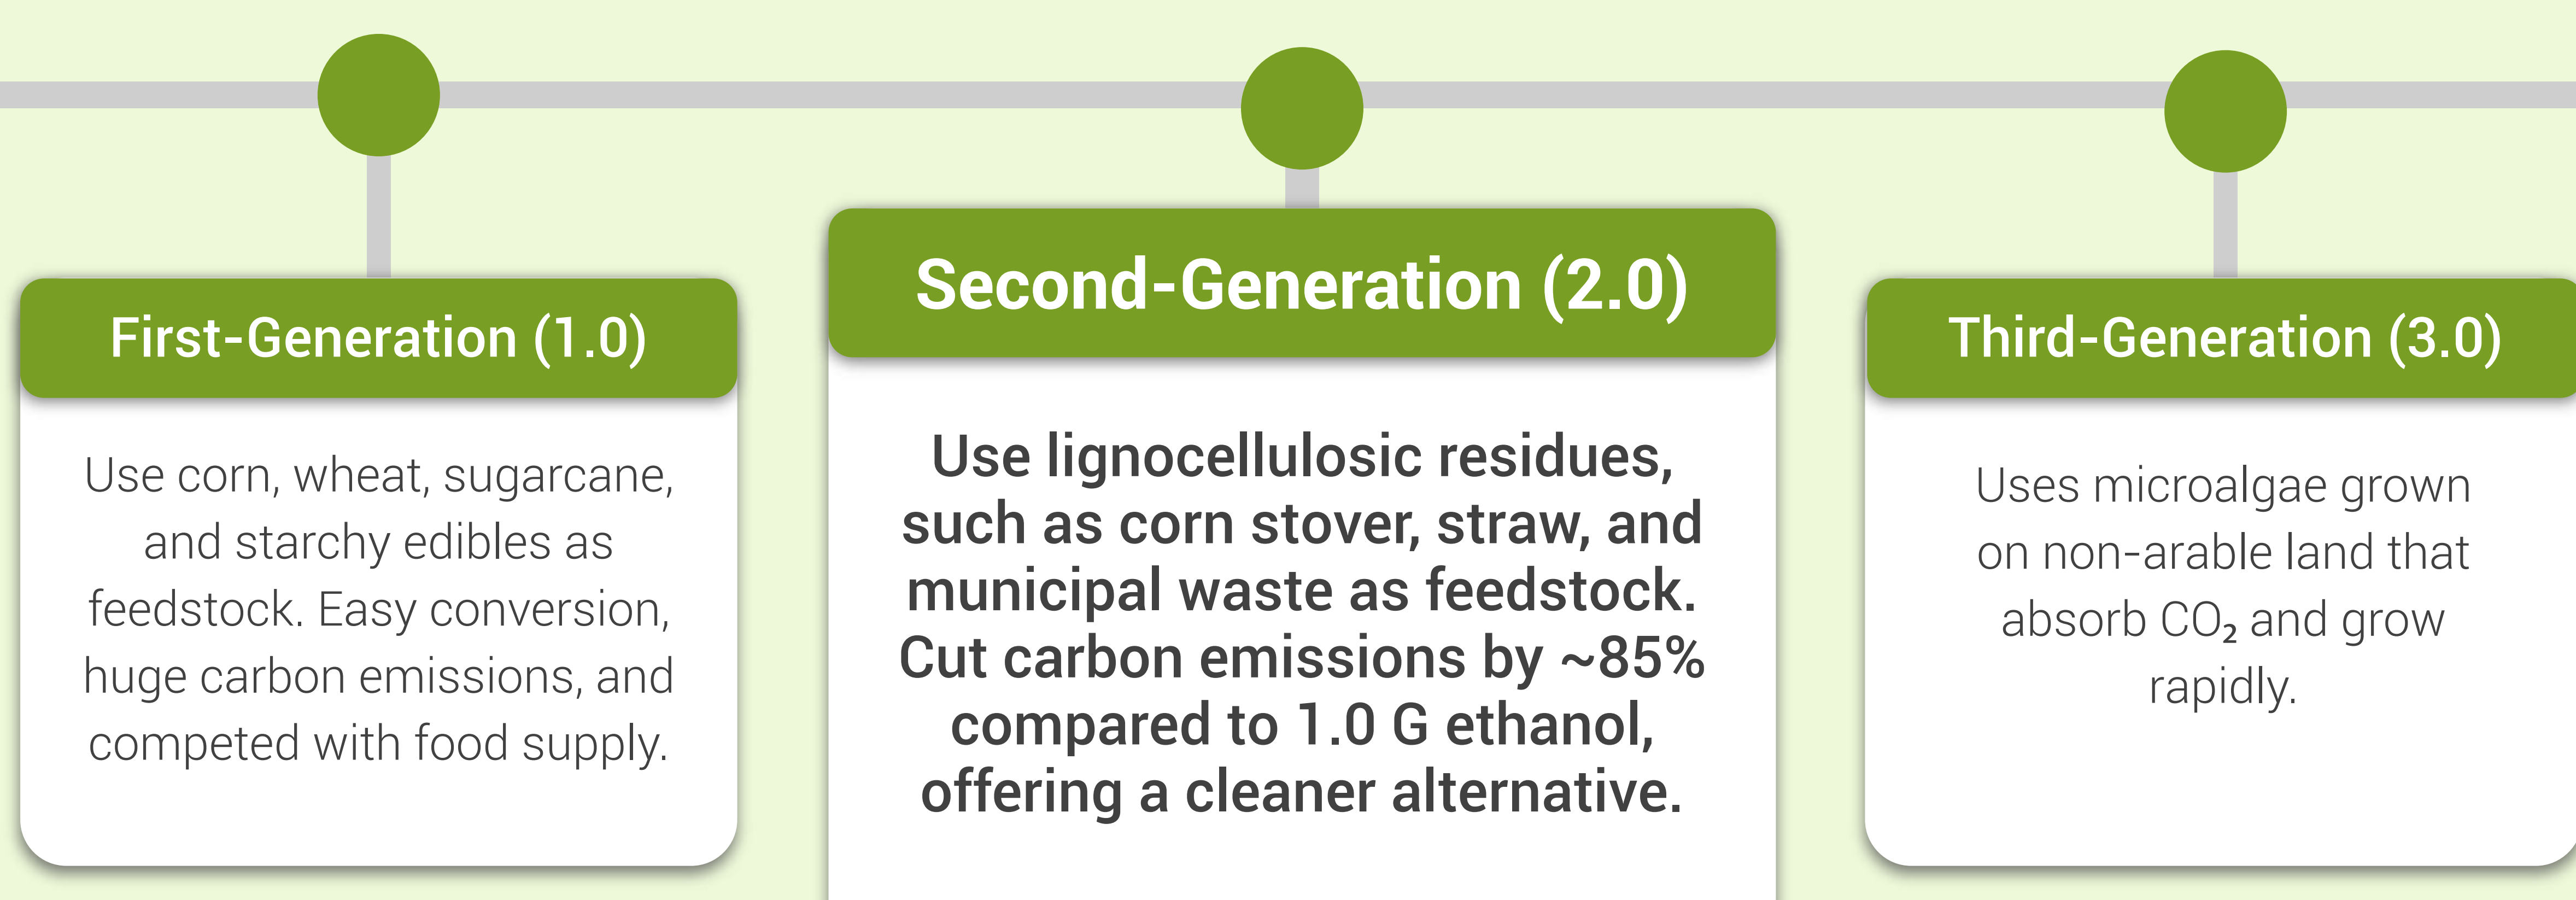 First-Generation (1.0)
Use corn, wheat, sugarcane,
and starchy edibles as
feedstock. Easy conversion,
huge carbon emissions, and
competed with food supply.
Second-Generation (2.0)
Use lignocellulosic residues,
such as corn stover, straw, and
municipal waste as feedstock.
Cut carbon emissions by ~85%
compared to 1.0 G ethanol,
offering a cleaner alternative.
Third-Generation (3.0)
Uses microalgae grown
on non-arable land that
absorb CO₂ and grow
rapidly.